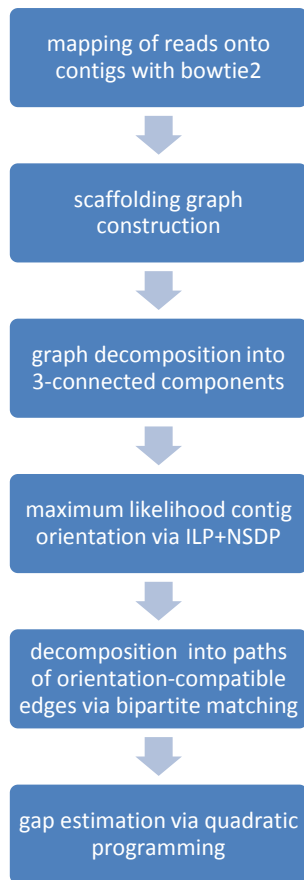 mapping of reads onto
contigs with bowtie2
scaffolding graph
construction
graph decomposition into
3-connected components
maximum likelihood contig
orientation via ILP+NSDP
decomposition into paths
of orientation-compatible
edges via bipartite matching
gap estimation via quadratic
programming